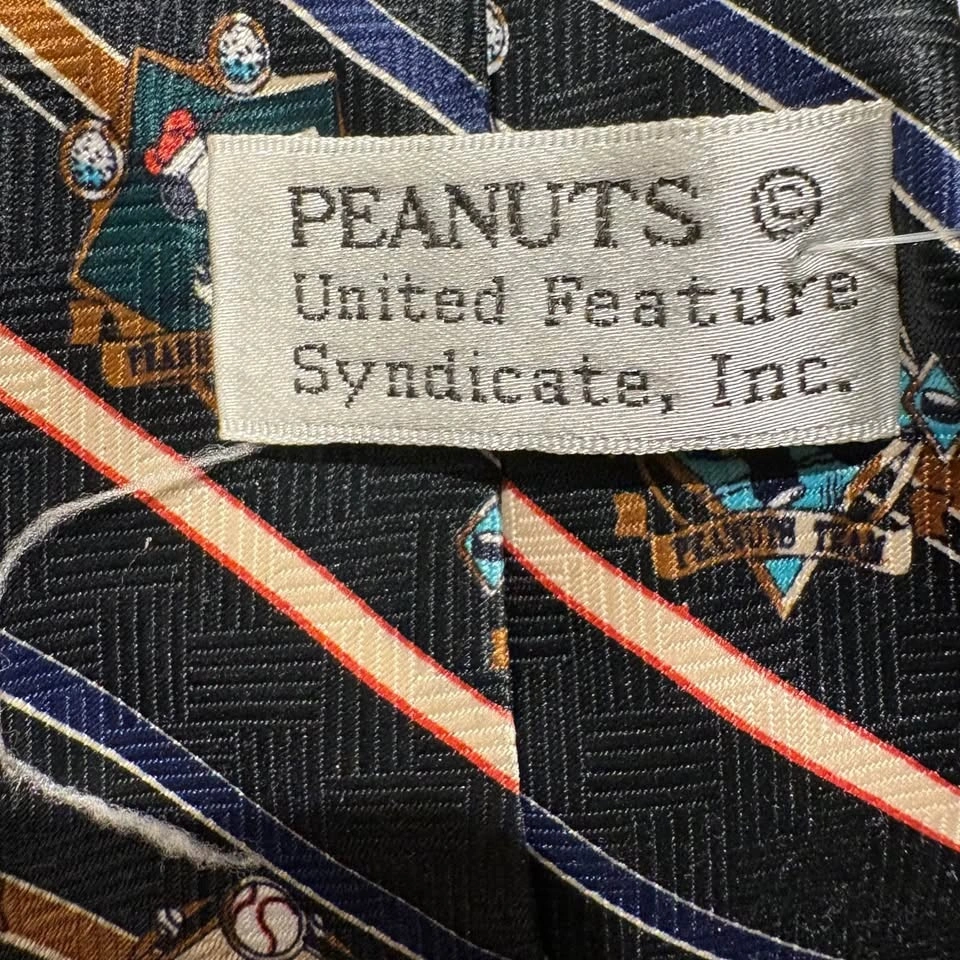 PEANUTS ©
United Feature
Syndicate, Inc.
PEANUTS TEAM